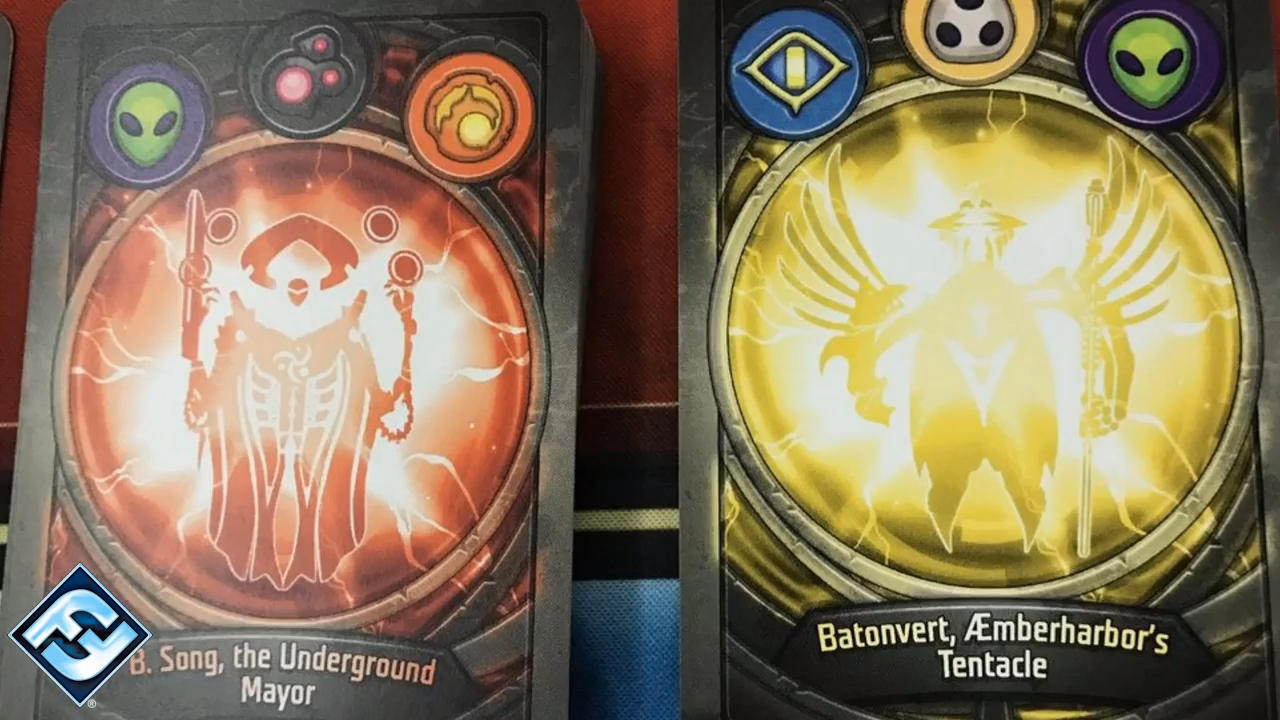 B. Song, the Underground
Mayor
Batonvert, Æmberharbor's
Tentacle
®